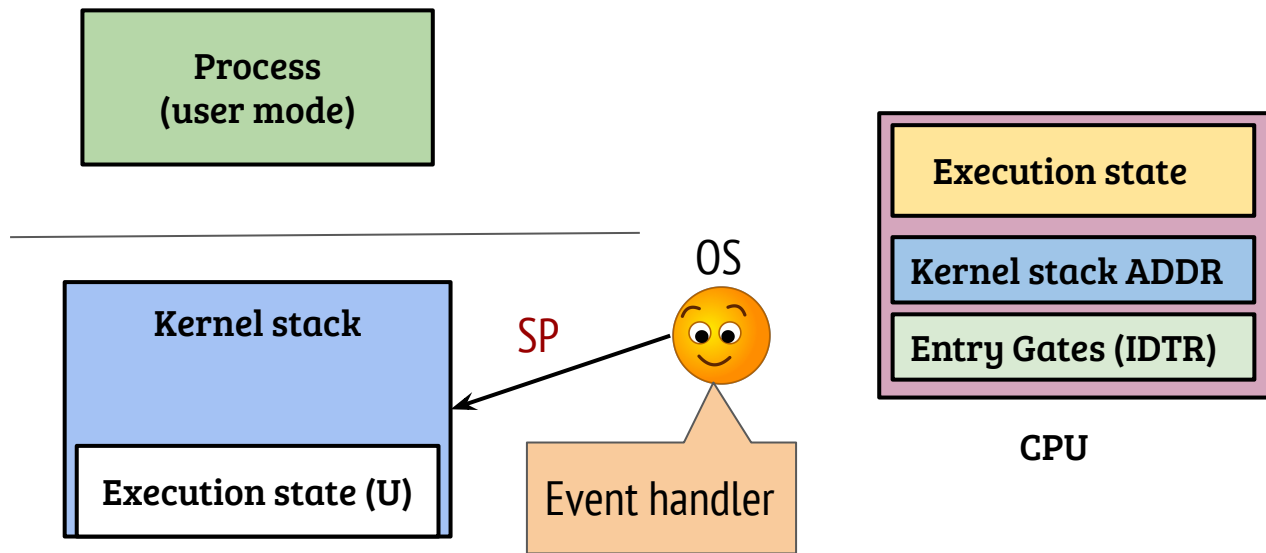 Process
(user mode)
Execution state
Kernel stack ADDR
Entry Gates (IDTR)
CPU
OS
Kernel stack
SP
Execution state (U)
Event handler